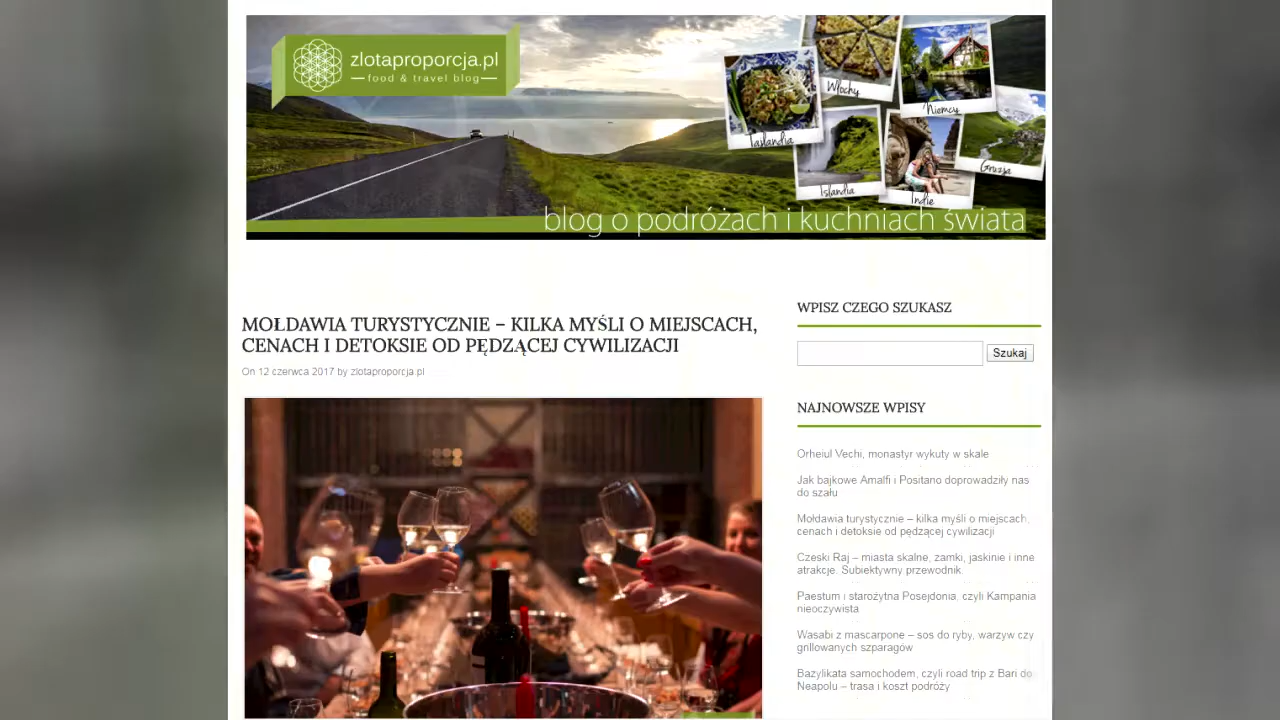 zlotaproporcja.pl
food & travel blog
Włochy
Niemcy
Tajlandia
Gruzja
Islandia
Indie
blog o podróżach i kuchniach świata
MOŁDAWIA TURYSTYCZNIE – KILKA MYŚLI O MIEJSCACH,
CENACH I DETOKSIE OD PĘDZĄCEJ CYWILIZACJI
On 12 czerwca 2017 by zlotaproporcja.pl
WPISZ CZEGO SZUKASZ
Szukaj
NAJNOWSZE WPISY
Orheiul Vechi, monastyr wykuty w skale
Jak bajkowe Amalfi i Positano doprowadziły nas
do szału
Mołdawia turystycznie – kilka myśli o miejscach,
cenach i detoksie od pędzącej cywilizacji
Czeski Raj – miasta skalne, zamki, jaskinie i inne
atrakcje. Subiektywny przewodnik.
Paestum i starożytna Posejdonia, czyli Kampania
nieoczywista
Wasabi z mascarpone – sos do ryby, warzyw czy
grillowanych szparagów
Bazylikata samochodem, czyli road trip z Bari do
Neapolu – trasa i koszt podróży